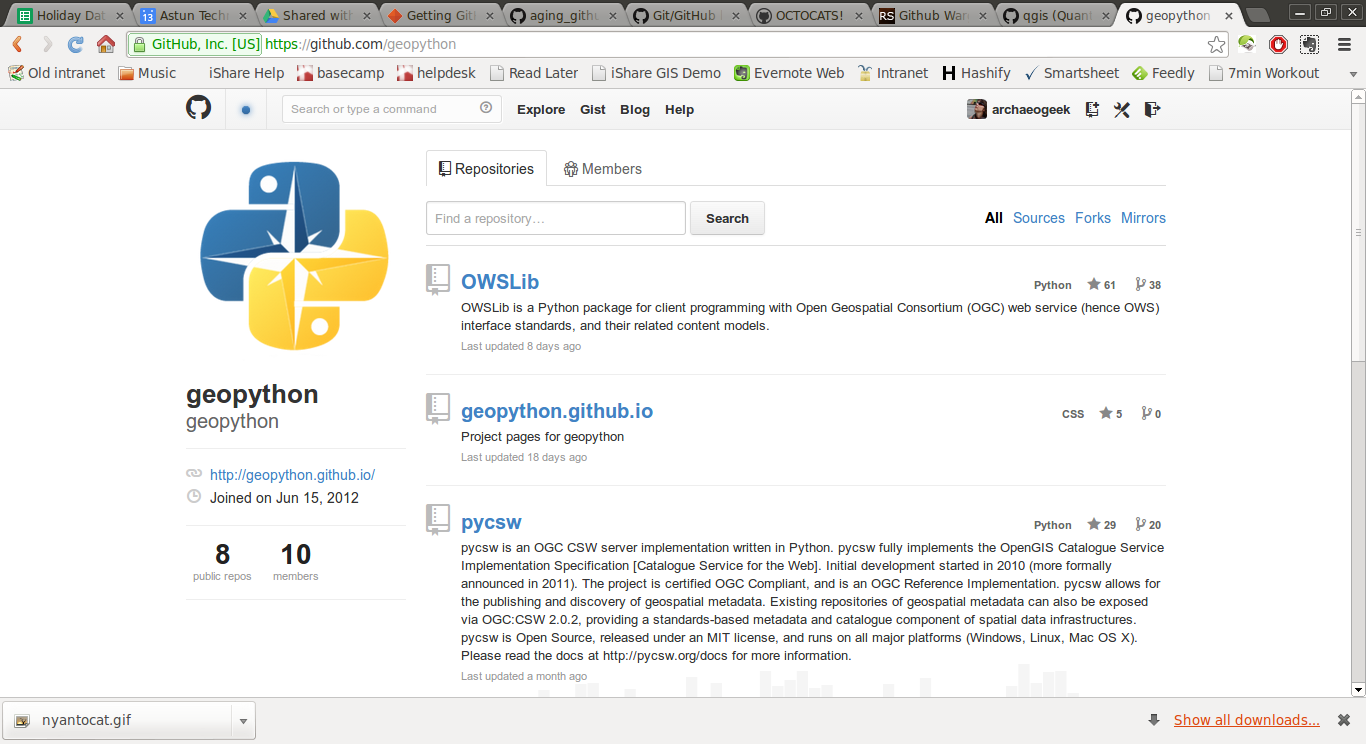 Holiday Dat
Astun Techn
Shared with
Getting Git
aging_githu
Git/GitHub
OCTOCATS!
Github War
qgis (Quant
geopython
GitHub, Inc. [US] https://github.com/geopython
Old intranet Music iShare Help basecamp helpdesk Read Later iShare GIS Demo Evernote Web Intranet Hashify Smartsheet Feedly 7min Workout
Search or type a command Explore Gist Blog Help archaeogeek
Repositories Members
Find a repository… Search All Sources Forks Mirrors
OWSLib Python 61 38
OWSLib is a Python package for client programming with Open Geospatial Consortium (OGC) web service (hence OWS)
interface standards, and their related content models.
Last updated 8 days ago
geopython
geopython
http://geopython.github.io/
Joined on Jun 15, 2012
8 10
public repos members
geopython.github.io CSS 5 0
Project pages for geopython
Last updated 18 days ago
pycsw Python 29 20
pycsw is an OGC CSW server implementation written in Python. pycsw fully implements the OpenGIS Catalogue Service
Implementation Specification [Catalogue Service for the Web]. Initial development started in 2010 (more formally
announced in 2011). The project is certified OGC Compliant, and is an OGC Reference Implementation. pycsw allows for
the publishing and discovery of geospatial metadata. Existing repositories of geospatial metadata can also be exposed
via OGC:CSW 2.0.2, providing a standards-based metadata and catalogue component of spatial data infrastructures.
pycsw is Open Source, released under an MIT license, and runs on all major platforms (Windows, Linux, Mac OS X).
Please read the docs at http://pycsw.org/docs for more information.
Last updated a month ago
nyantocat.gif Show all downloads...